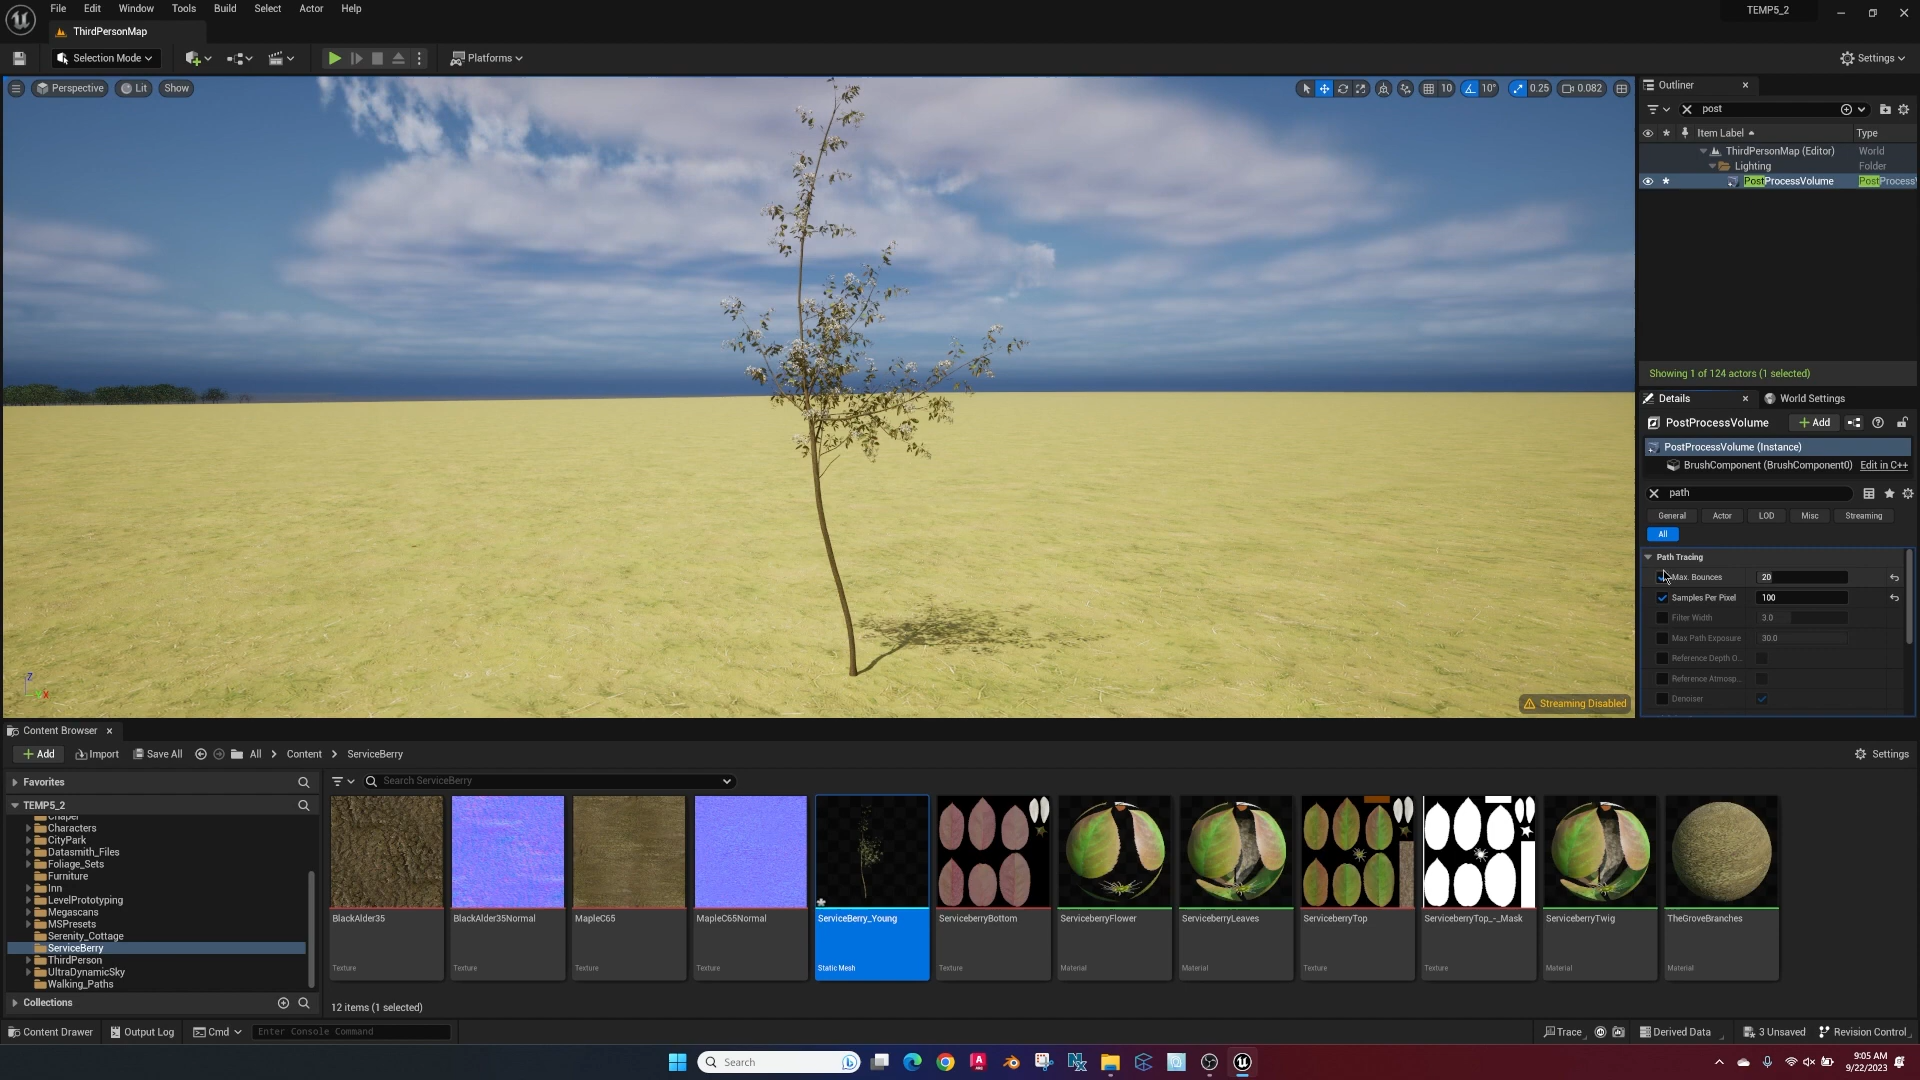 File Edit Window Tools Build Select Actor Help
TEMP5_2
ThirdPersonMap
Selection Mode
Platforms
Settings
Perspective
Lit
Show
10
10°
0.25
0.082
Outliner
post
Item Label
Type
ThirdPersonMap (Editor)
World
Lighting
Folder
PostProcessVolume
PostProcessV
Showing 1 of 124 actors (1 selected)
Details
World Settings
PostProcessVolume
Add
PostProcessVolume (Instance)
BrushComponent (BrushComponent0)
Edit in C++
path
General
Actor
LOD
Misc
Streaming
All
Path Tracing
Max. Bounces
20
Samples Per Pixel
100
Filter Width
3.0
Max Path Exposure
30.0
Reference Depth O...
Reference Atmosp...
Denoiser
Z
X
Streaming Disabled
Content Browser
Add
Import
Save All
All
Content
ServiceBerry
Settings
Favorites
Search ServiceBerry
TEMP5_2
Chapel
Characters
CityPark
Datasmith_Files
Foliage_Sets
Furniture
Inn
LevelPrototyping
Megascans
MSPresets
Serenity_Cottage
ServiceBerry
ThirdPerson
UltraDynamicSky
Walking_Paths
Collections
BlackAlder35
Texture
BlackAlder35Normal
Texture
MapleC65
Texture
MapleC65Normal
Texture
ServiceBerry_Young
Static Mesh
ServiceberryBottom
Texture
ServiceberryFlower
Material
ServiceberryLeaves
Material
ServiceberryTop
Texture
ServiceberryTop_-_Mask
Texture
ServiceberryTwig
Material
TheGroveBranches
Material
12 items (1 selected)
Content Drawer
Output Log
Cmd
Enter Console Command
Trace
Derived Data
3 Unsaved
Revision Control
Search
9:05 AM
9/22/2023